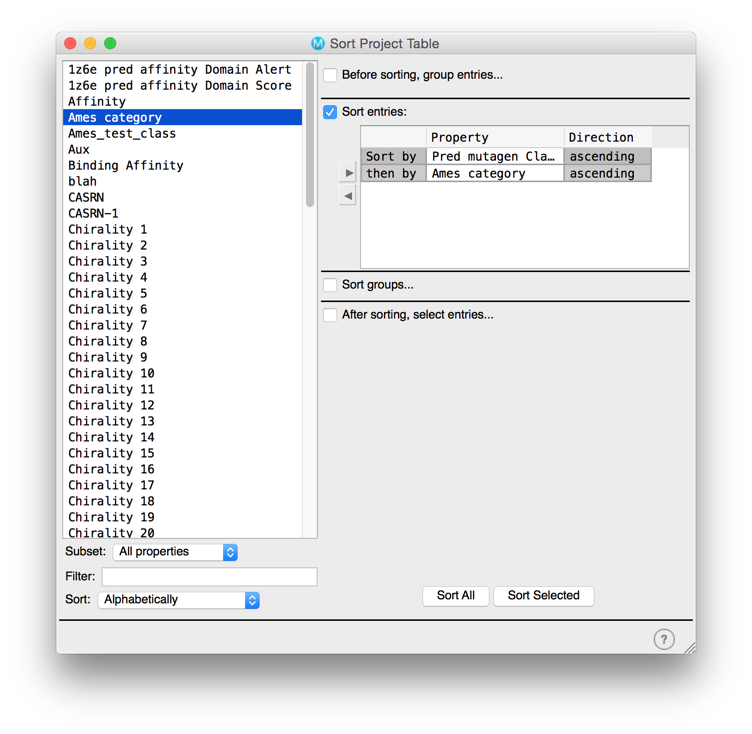 M Sort Project Table
1z6e pred affinity Domain Alert
1z6e pred affinity Domain Score
Affinity
Ames category
Ames_test_class
Aux
Binding Affinity
blah
CASRN
CASRN-1
Chirality 1
Chirality 2
Chirality 3
Chirality 4
Chirality 5
Chirality 6
Chirality 7
Chirality 8
Chirality 9
Chirality 10
Chirality 11
Chirality 12
Chirality 13
Chirality 14
Chirality 15
Chirality 16
Chirality 17
Chirality 18
Chirality 19
Chirality 20
Subset: All properties
Filter:
Sort: Alphabetically
Before sorting, group entries...
Sort entries:
Property Direction
Sort by Pred mutagen Cla... ascending
then by Ames category ascending
Sort groups...
After sorting, select entries...
Sort All Sort Selected
?